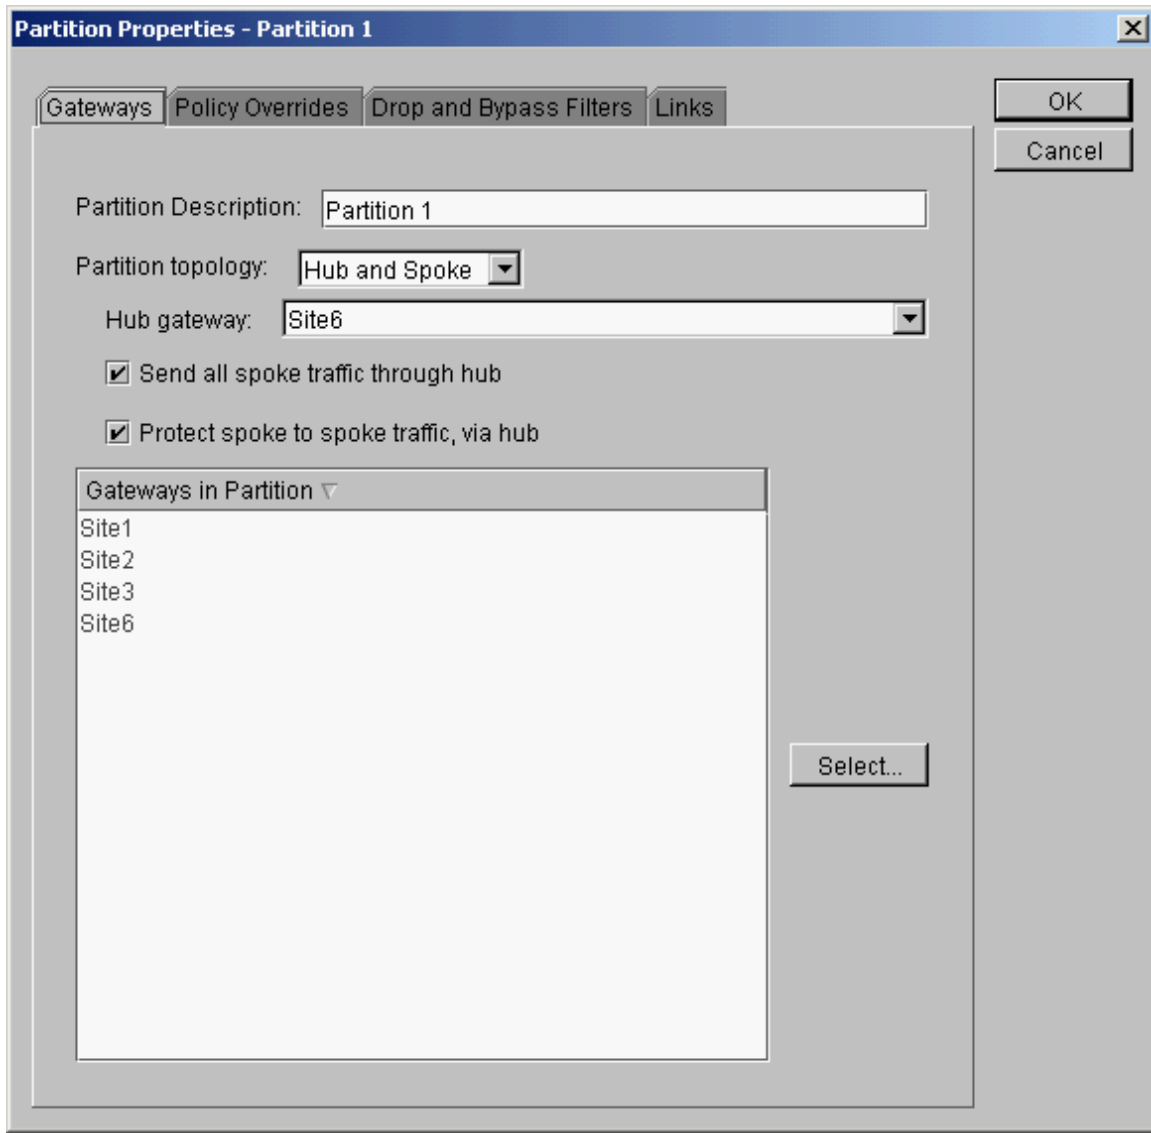 Partition Properties - Partition 1
Gateways Policy Overrides Drop and Bypass Filters Links
OK
Cancel
Partition Description: Partition 1
Partition topology: Hub and Spoke
Hub gateway: Site6
Send all spoke traffic through hub
Protect spoke to spoke traffic, via hub
Gateways in Partition
Site1
Site2
Site3
Site6
Select...